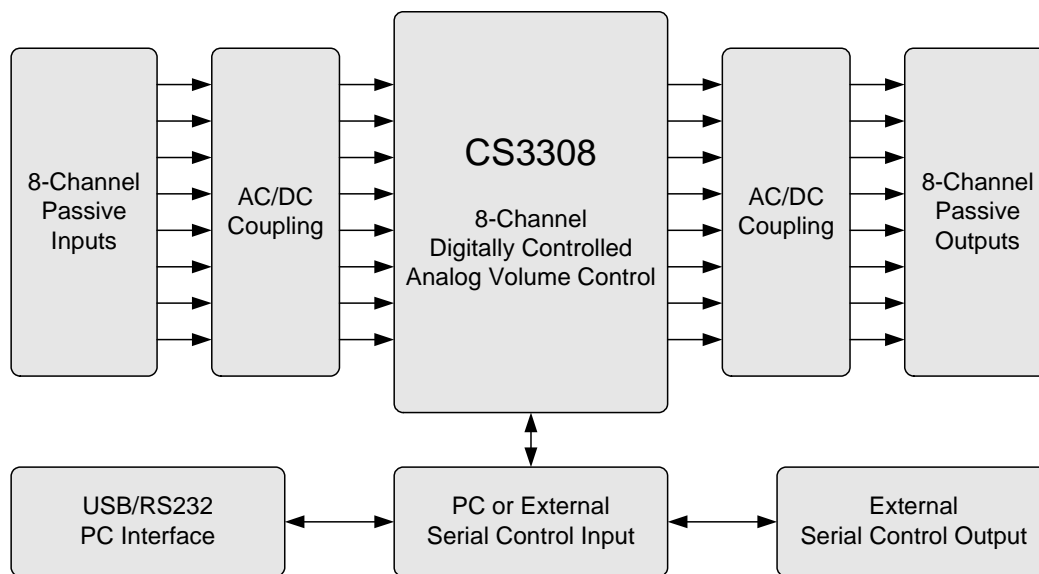 8-Channel
Passive
Inputs
AC/DC
Coupling
CS3308
8-Channel
Digitally Controlled
Analog Volume Control
AC/DC
Coupling
8-Channel
Passive
Outputs
USB/RS232
PC Interface
PC or External
Serial Control Input
External
Serial Control Output